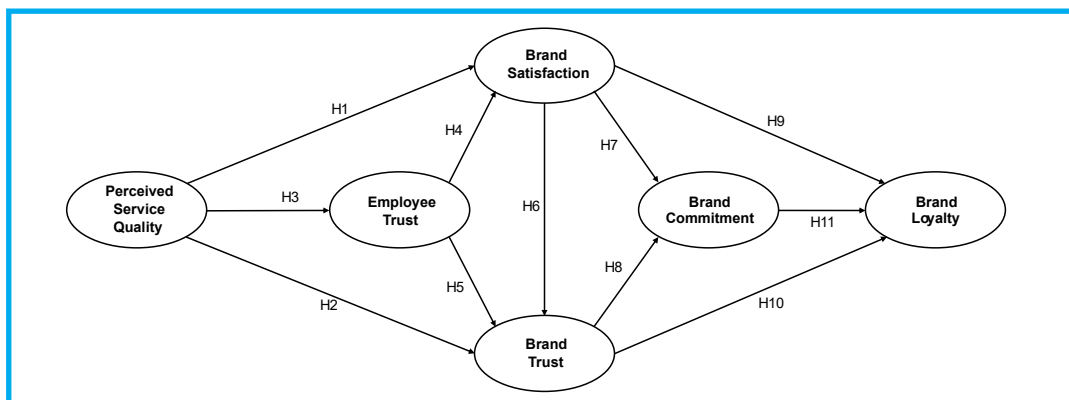 Brand
Satisfaction
H1
H9
H4
H7
Perceived
Service
Quality
H3
Employee
Trust
H6
Brand
Commitment
H11
Brand
Loyalty
H5
H8
H2
H10
Brand
Trust